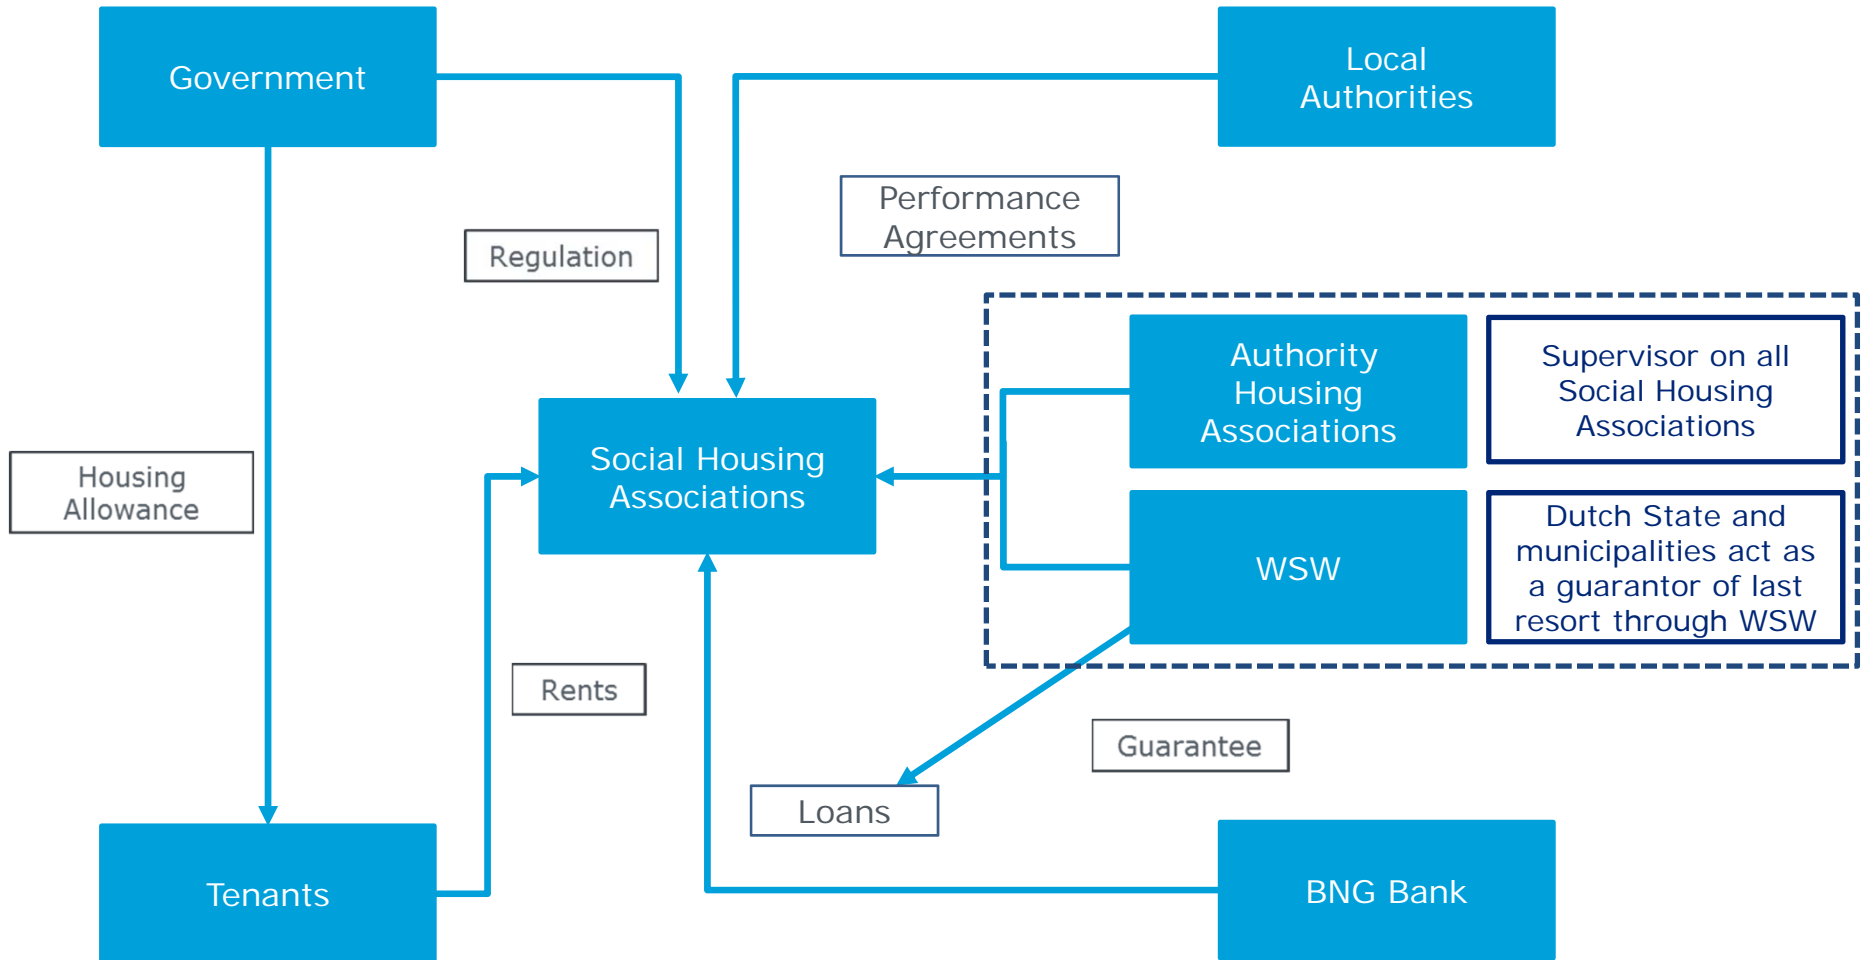 Government
Local
Authorities
Performance
Agreements
Regulation
Authority
Housing
Associations
Supervisor on all
Social Housing
Associations
Social Housing
Associations
Housing
Allowance
WSW
Dutch State and
municipalities act as
a guarantor of last
resort through WSW
Rents
Guarantee
Loans
Tenants
BNG Bank